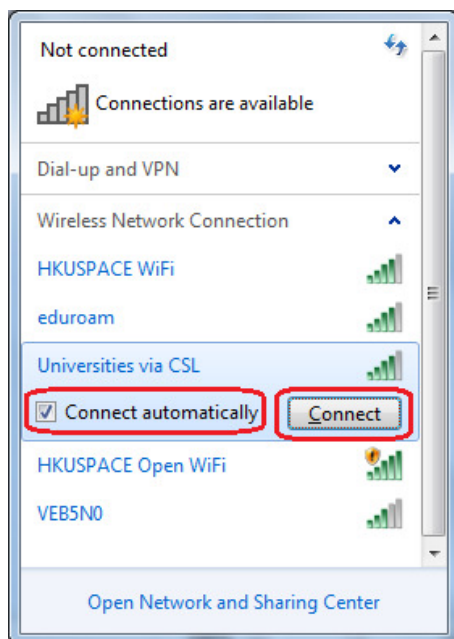 Not connected
Connections are available
Dial-up and VPN
Wireless Network Connection
HKUSPACE WiFi
eduroam
Universities via CSL
Connect automatically Connect
HKUSPACE Open WiFi
VEB5N0
Open Network and Sharing Center